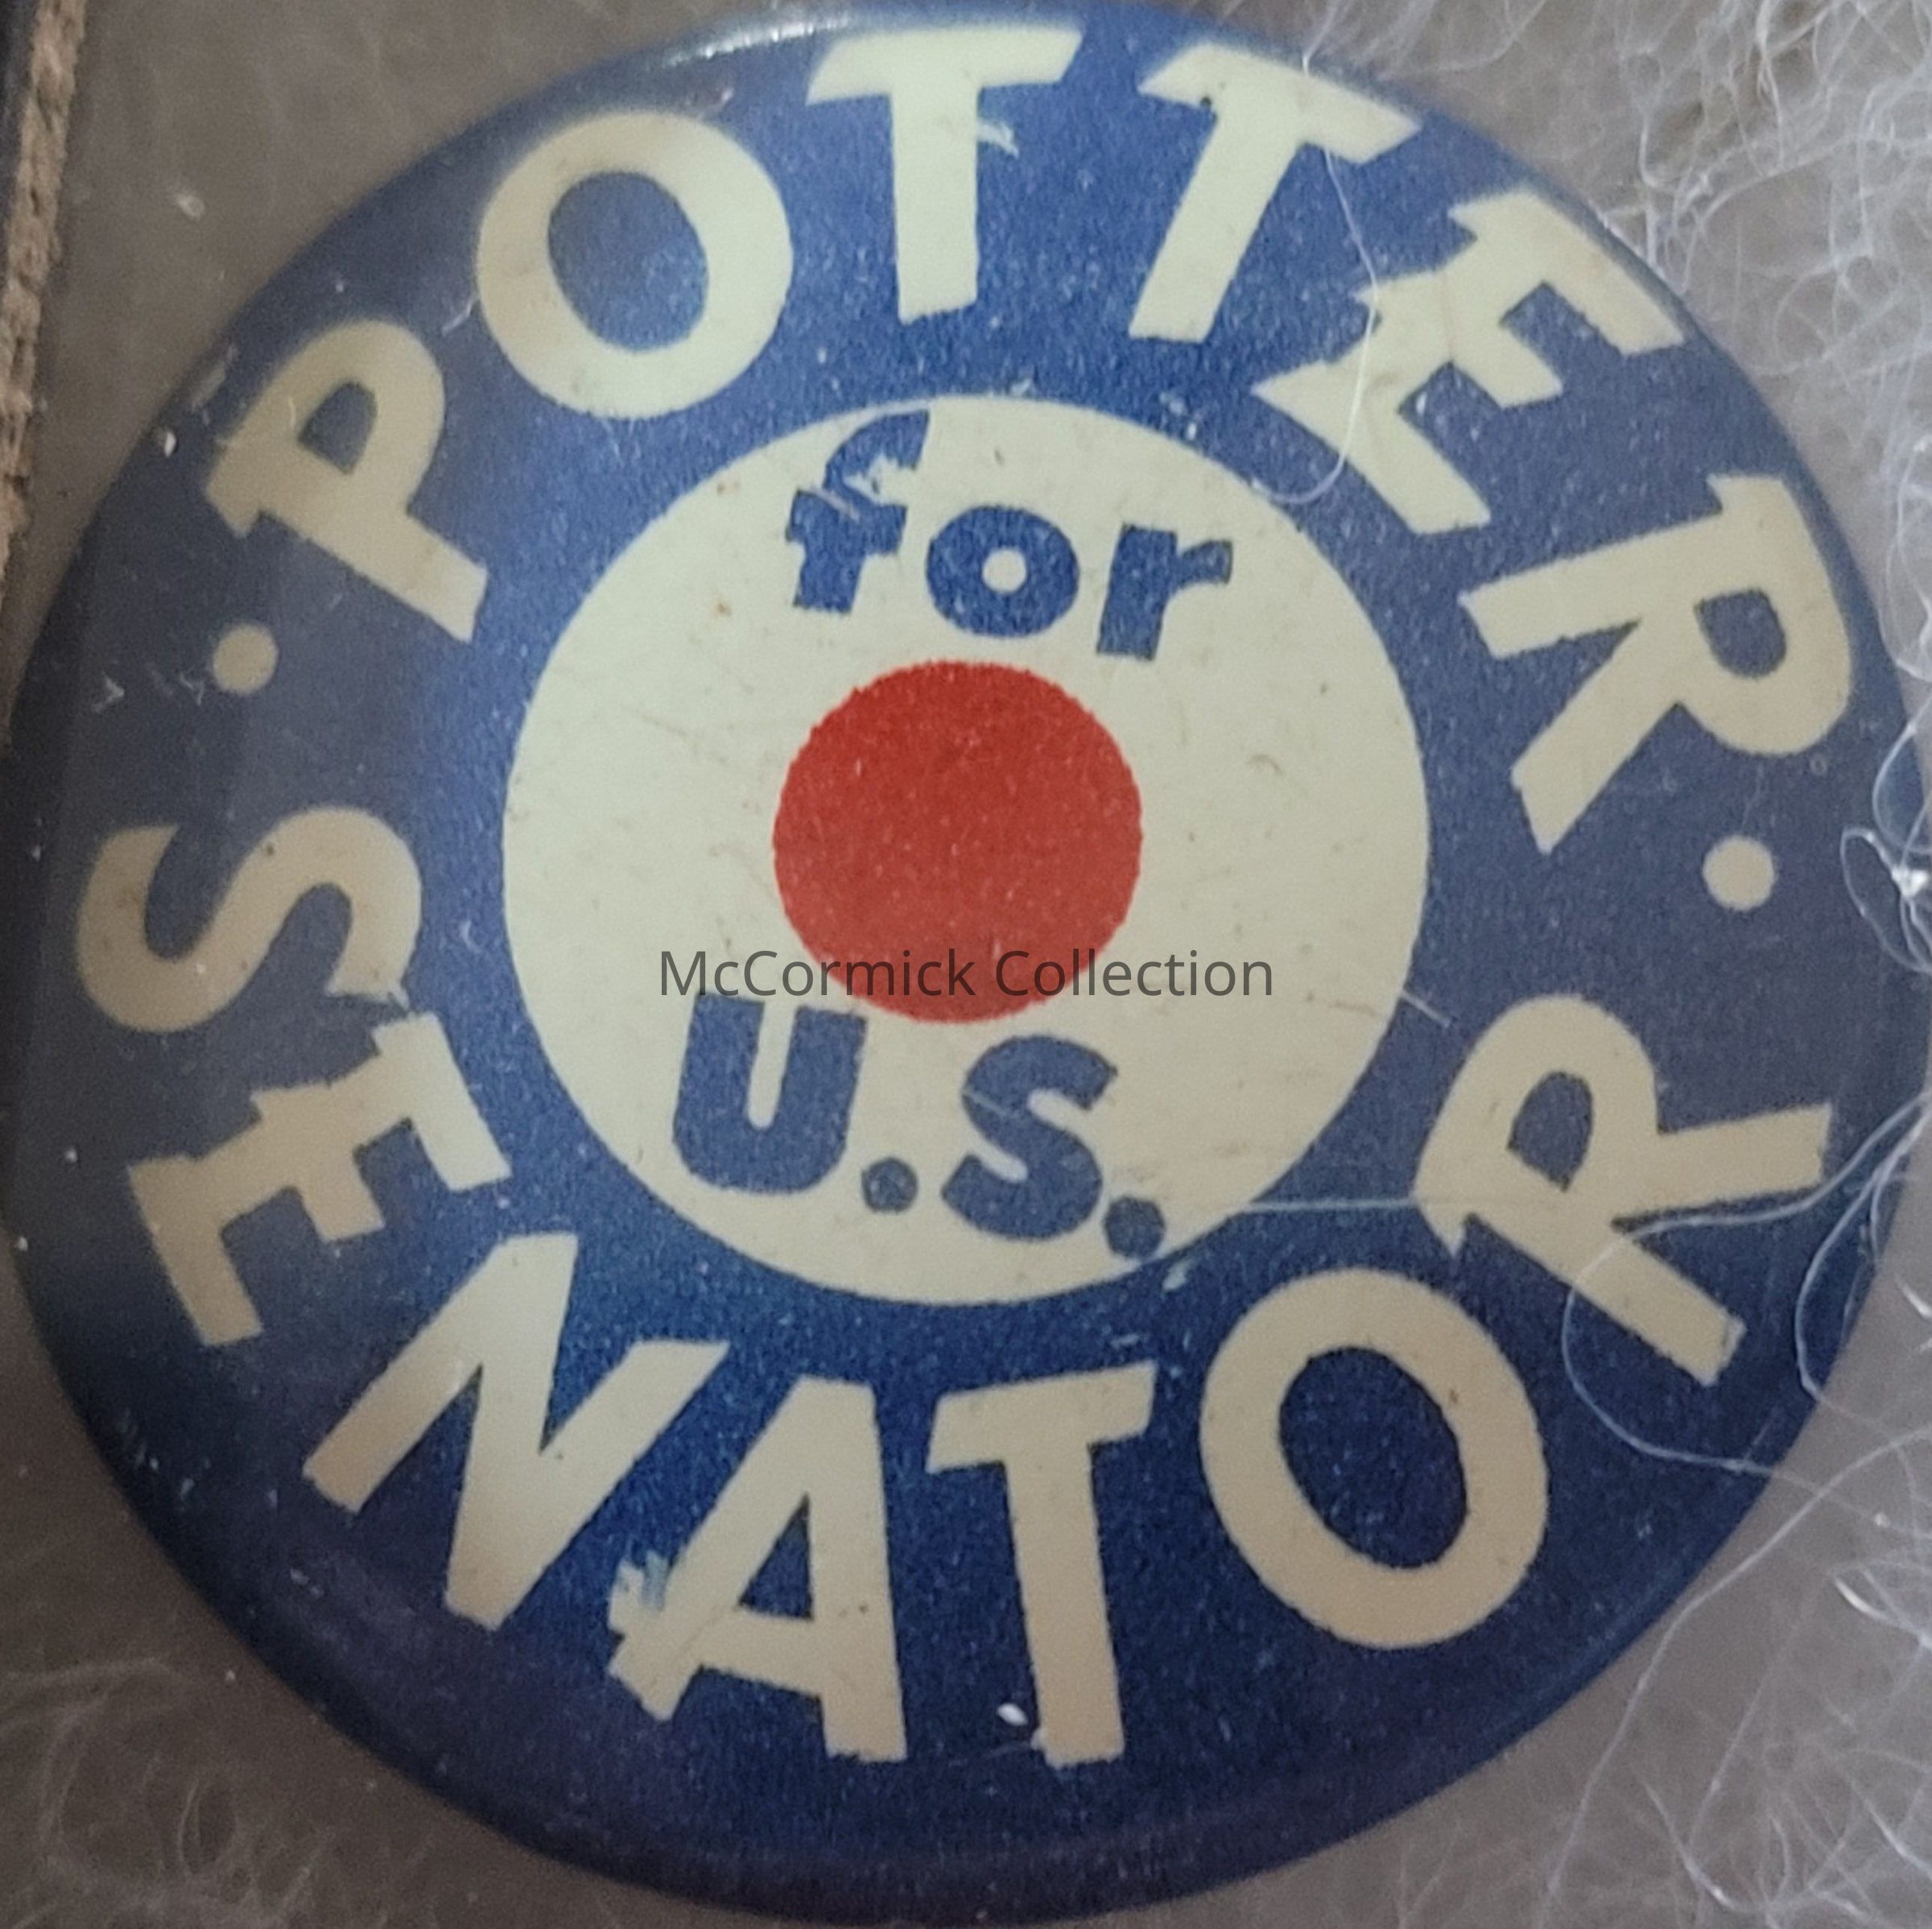 · POTTER ·
for
McCormick Collection
U.S.
SENATOR